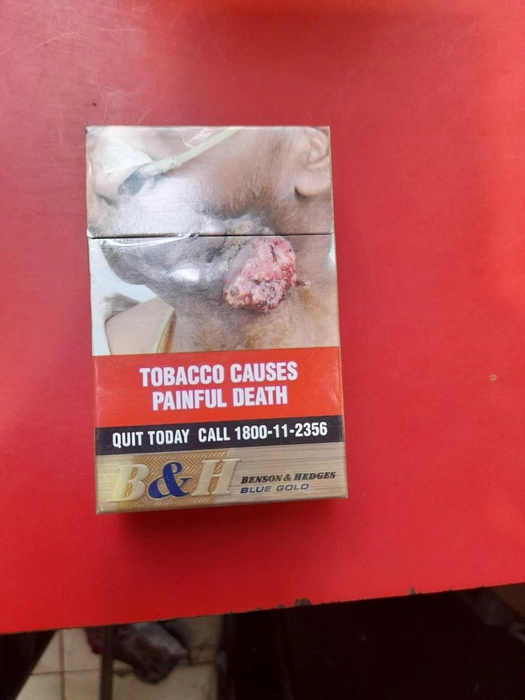 TOBACCO CAUSES
PAINFUL DEATH
QUIT TODAY CALL 1800-11-2356
B&H BENSON & HEDGES
BLUE GOLD